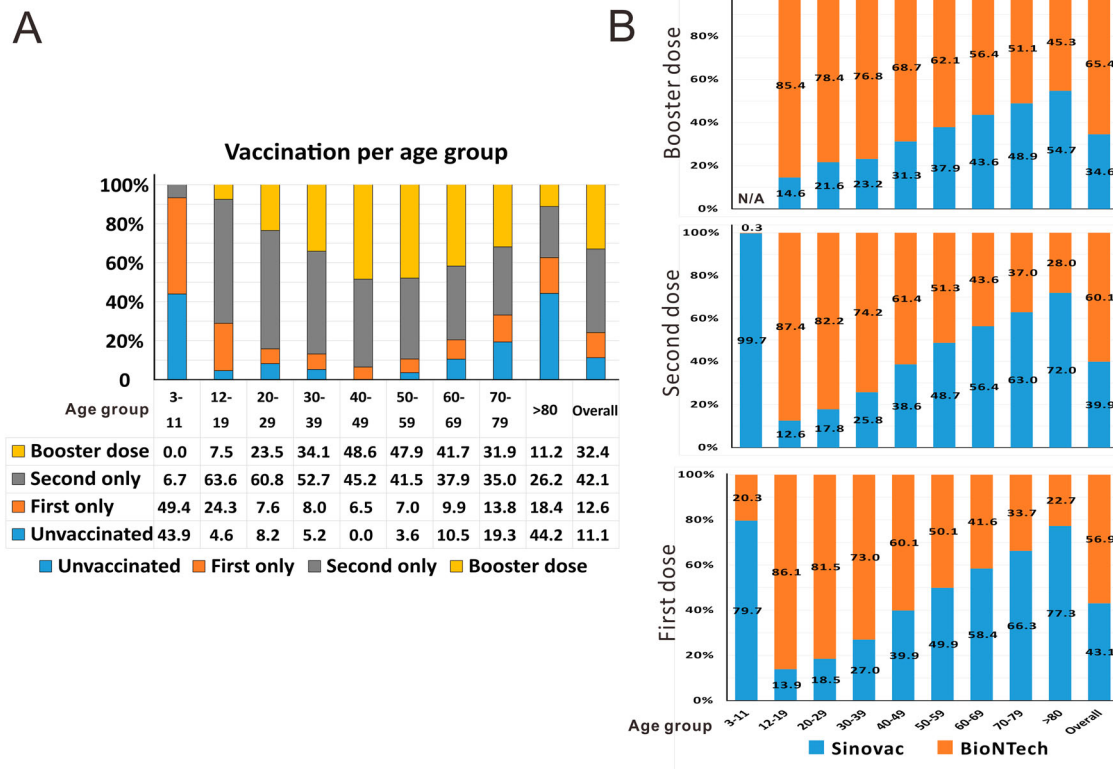 A
Vaccination per age group
100%
80%
60%
40%
20%
0
Age group 3-11 12-19 20-29 30-39 40-49 50-59 60-69 70-79 >80 Overall
Booster dose 0.0 7.5 23.5 34.1 48.6 47.9 41.7 31.9 11.2 32.4
Second only 6.7 63.6 60.8 52.7 45.2 41.5 37.9 35.0 26.2 42.1
First only 49.4 24.3 7.6 8.0 6.5 7.0 9.9 13.8 18.4 12.6
Unvaccinated 43.9 4.6 8.2 5.2 0.0 3.6 10.5 19.3 44.2 11.1
Unvaccinated First only Second only Booster dose
B
Booster dose
80%
60%
40%
20%
0%
85.4 78.4 76.8 68.7 62.1 56.4 51.1 45.3 65.4
N/A 14.6 21.6 23.2 31.3 37.9 43.6 48.9 54.7 34.6
Second dose
100%
80%
60%
40%
20%
0%
0.3 87.4 82.2 74.2 61.4 51.3 43.6 37.0 28.0 60.1
99.7 12.6 17.8 25.8 38.6 48.7 56.4 63.0 72.0 39.9
First dose
100%
80%
60%
40%
20%
0%
20.3 86.1 81.5 73.0 60.1 50.1 41.6 33.7 22.7 56.9
79.7 13.9 18.5 27.0 39.9 49.9 58.4 66.3 77.3 43.1
Age group 3-11 12-19 20-29 30-39 40-49 50-59 60-69 70-79 >80 Overall
Sinovac BioNTech